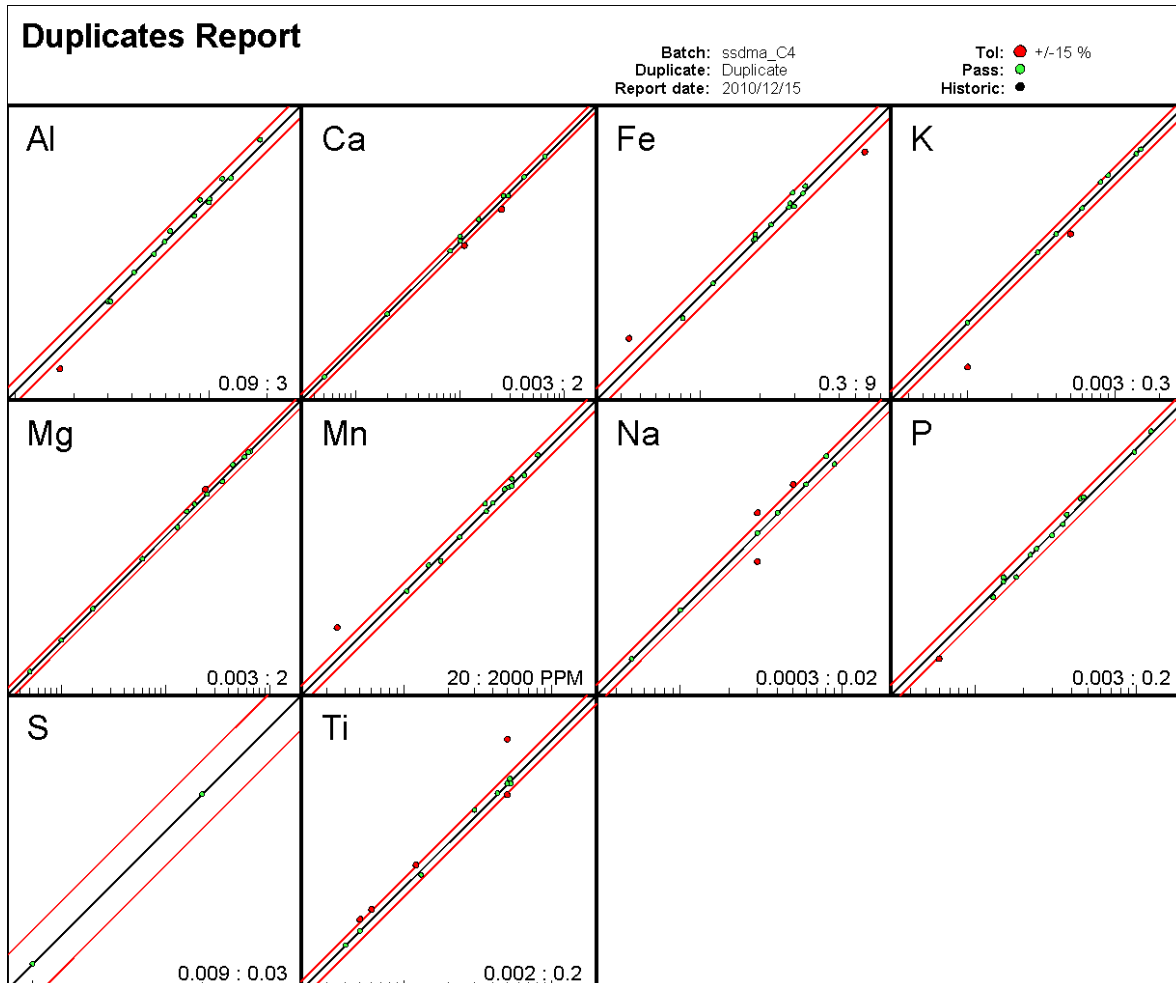 Duplicates Report
Batch: ssdma_C4
Duplicate: Duplicate
Report date: 2010/12/15
Tol: +/-15 %
Pass:
Historic:
Al
0.09 : 3
Ca
0.003 : 2
Fe
0.3 : 9
K
0.003 : 0.3
Mg
0.003 : 2
Mn
20 : 2000 PPM
Na
0.0003 : 0.02
P
0.003 : 0.2
S
0.009 : 0.03
Ti
0.002 : 0.2